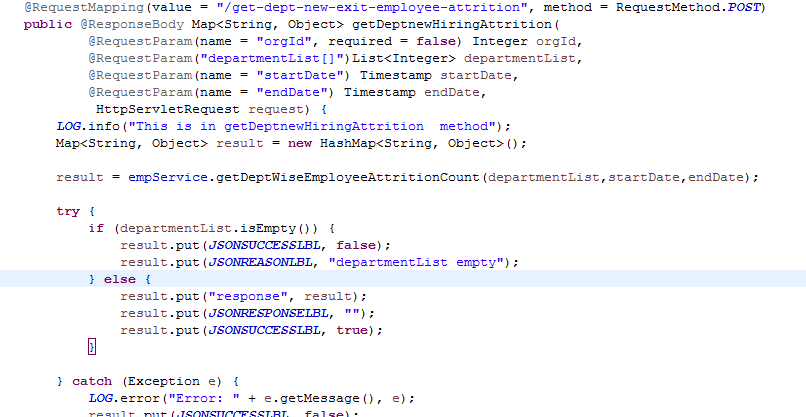 @RequestMapping(value = "/get-dept-new-exit-employee-attrition", method = RequestMethod.POST)
public @ResponseBody Map<String, Object> getDeptnewHiringAttrition(
@RequestParam(name = "orgId", required = false) Integer orgId,
@RequestParam("departmentList[]")List<Integer> departmentList,
@RequestParam(name = "startDate") Timestamp startDate,
@RequestParam(name = "endDate") Timestamp endDate,
HttpServletRequest request) {
LOG.info("This is in getDeptnewHiringAttrition  method");
Map<String, Object> result = new HashMap<String, Object>();
result = empService.getDeptWiseEmployeeAttritionCount(departmentList,startDate,endDate);
try {
if (departmentList.isEmpty()) {
result.put(JSONSUCCESSLBL, false);
result.put(JSONREASONLBL, "departmentList empty");
} else {
result.put("response", result);
result.put(JSONRESPONSELBL, "");
result.put(JSONSUCCESSLBL, true);
}
} catch (Exception e) {
LOG.error("Error: " + e.getMessage(), e);
result.put(JSONSUCCESSLBL, false);